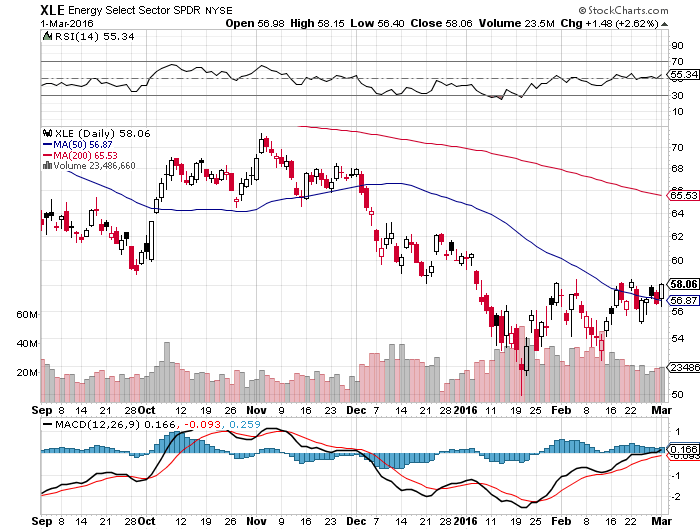 XLE Energy Select Sector SPDR NYSE © StockCharts.com
1-Mar-2016 Open 56.98 High 58.15 Low 56.40 Close 58.06 Volume 23.5M Chg +1.48 (+2.62%)
RSI(14) 55.34
90
70
55.34
50
30
10
XLE (Daily) 58.06
MA(50) 56.87
MA(200) 65.53
Volume 23,486,660
70
68
66
65.53
64
62
60
58.06
56.87
56
54
50
60M
40M
20M
23486
Sep 8 14 21 28 Oct 12 19 26 Nov 9 16 23 Dec 7 14 21 28 2016 11 19 25 Feb 8 16 22 Mar
MACD(12,26,9) 0.166, -0.093, 0.259
1
0.166
-0.093
-1
-2
Sep 8 14 21 28 Oct 12 19 26 Nov 9 16 23 Dec 7 14 21 28 2016 11 19 25 Feb 8 16 22 Mar